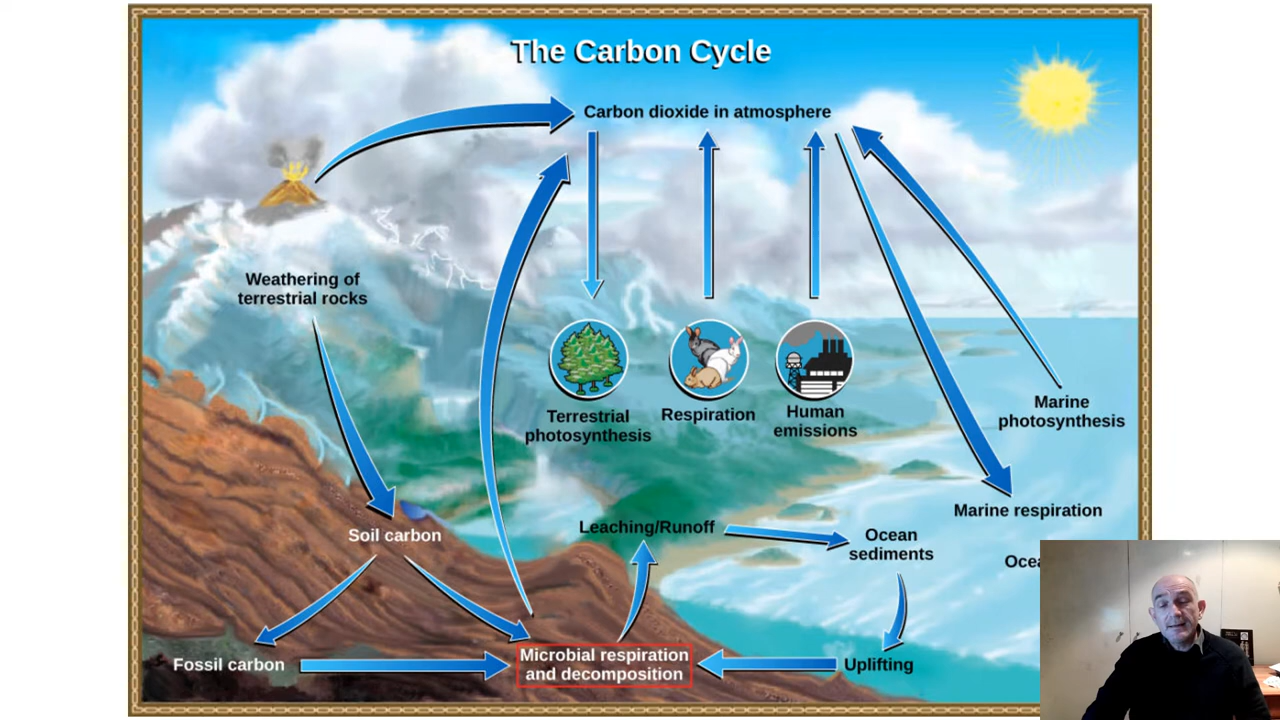 The Carbon Cycle
Carbon dioxide in atmosphere
Weathering of
terrestrial rocks
Terrestrial
photosynthesis
Respiration
Human
emissions
Marine
photosynthesis
Marine respiration
Soil carbon
Leaching/Runoff
Ocean
sediments
Fossil carbon
Microbial respiration
and decomposition
Uplifting